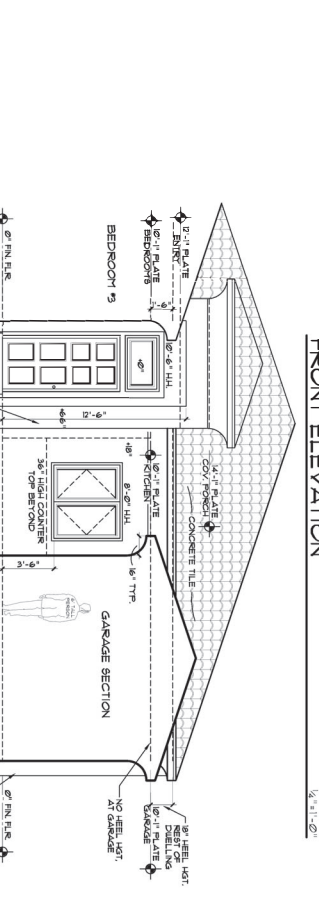 FRONT ELEVATION
1/4" = 1'-0"
12'-1" PLATE
ENTRY
10'-1" PLATE
BEDROOMS
1'-6"
BEDROOM #3
0" FIN. FLR.
10'-6" H.H.
12'-6"
14'-1" PLATE
COV. PORCH
CONCRETE TILE
10'-1" PLATE
KITCHEN
+18"
8'-0" H.H.
36" HIGH COUNTER
TOP BEYOND
3'-6"
16" TYP.
GARAGE SECTION
6' TALL
PERSON
18" HEEL HGT.
REST OF
DWELLING
10'-1" PLATE
GARAGE
NO HEEL HGT.
AT GARAGE
0" FIN. FLR.